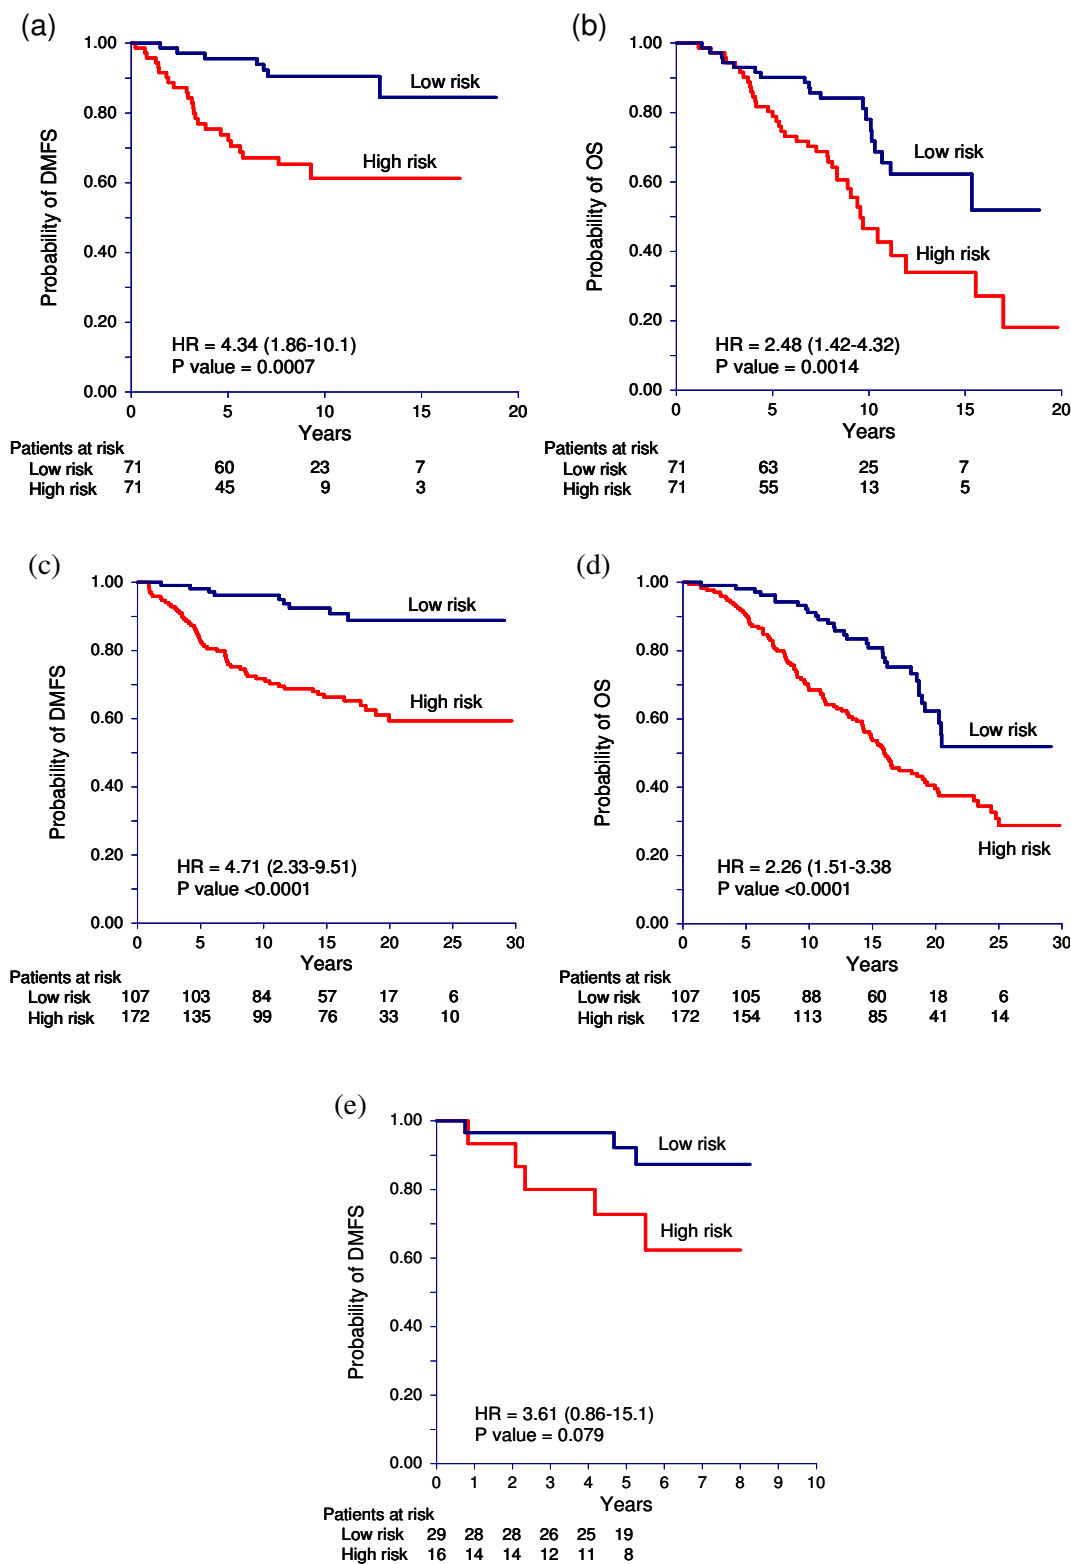 (a)
1.00
0.80
0.60
0.40
0.20
0.00
Probability of DMFS
Low risk
High risk
HR = 4.34 (1.86-10.1)
P value = 0.0007
0 5 10 15 20
Years
Patients at risk
Low risk 71 60 23 7
High risk 71 45 9 3
(b)
1.00
0.80
0.60
0.40
0.20
0.00
Probability of OS
Low risk
High risk
HR = 2.48 (1.42-4.32)
P value = 0.0014
0 5 10 15 20
Years
Patients at risk
Low risk 71 63 25 7
High risk 71 55 13 5
(c)
1.00
0.80
0.60
0.40
0.20
0.00
Probability of DMFS
Low risk
High risk
HR = 4.71 (2.33-9.51)
P value <0.0001
0 5 10 15 20 25 30
Years
Patients at risk
Low risk 107 103 84 57 17 6
High risk 172 135 99 76 33 10
(d)
1.00
0.80
0.60
0.40
0.20
0.00
Probability of OS
Low risk
High risk
HR = 2.26 (1.51-3.38
P value <0.0001
0 5 10 15 20 25 30
Years
Patients at risk
Low risk 107 105 88 60 18 6
High risk 172 154 113 85 41 14
(e)
1.00
0.80
0.60
0.40
0.20
0.00
Probability of DMFS
Low risk
High risk
HR = 3.61 (0.86-15.1)
P value = 0.079
0 1 2 3 4 5 6 7 8 9 10
Years
Patients at risk
Low risk 29 28 28 26 25 19
High risk 16 14 14 12 11 8